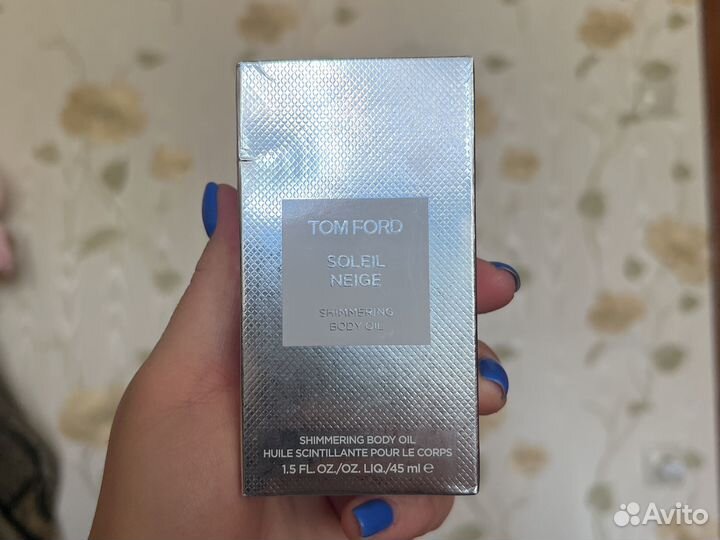 TOM FORD
SOLEIL
NEIGE
SHIMMERING
BODY OIL
SHIMMERING BODY OIL
HUILE SCINTILLANTE POUR LE CORPS
1.5 FL. OZ./OZ. LIQ./45 ml e
Avito